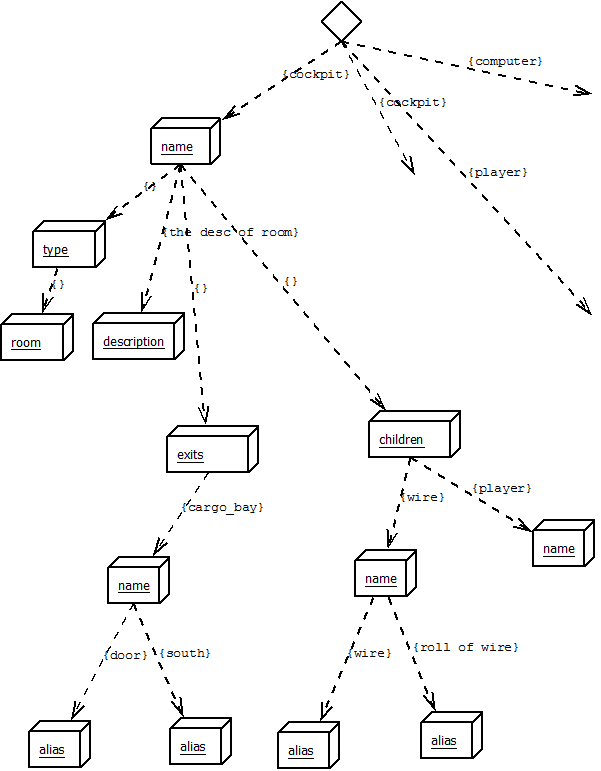 {computer}
{cockpit}
{cockpit}
name
{player}
{}
{the desc of room}
type
{}
{}
{}
room
description
children
exits
{player}
{wire}
{cargo_bay}
name
name
name
{roll of wire}
{door}
{south}
{wire}
alias
alias
alias
alias